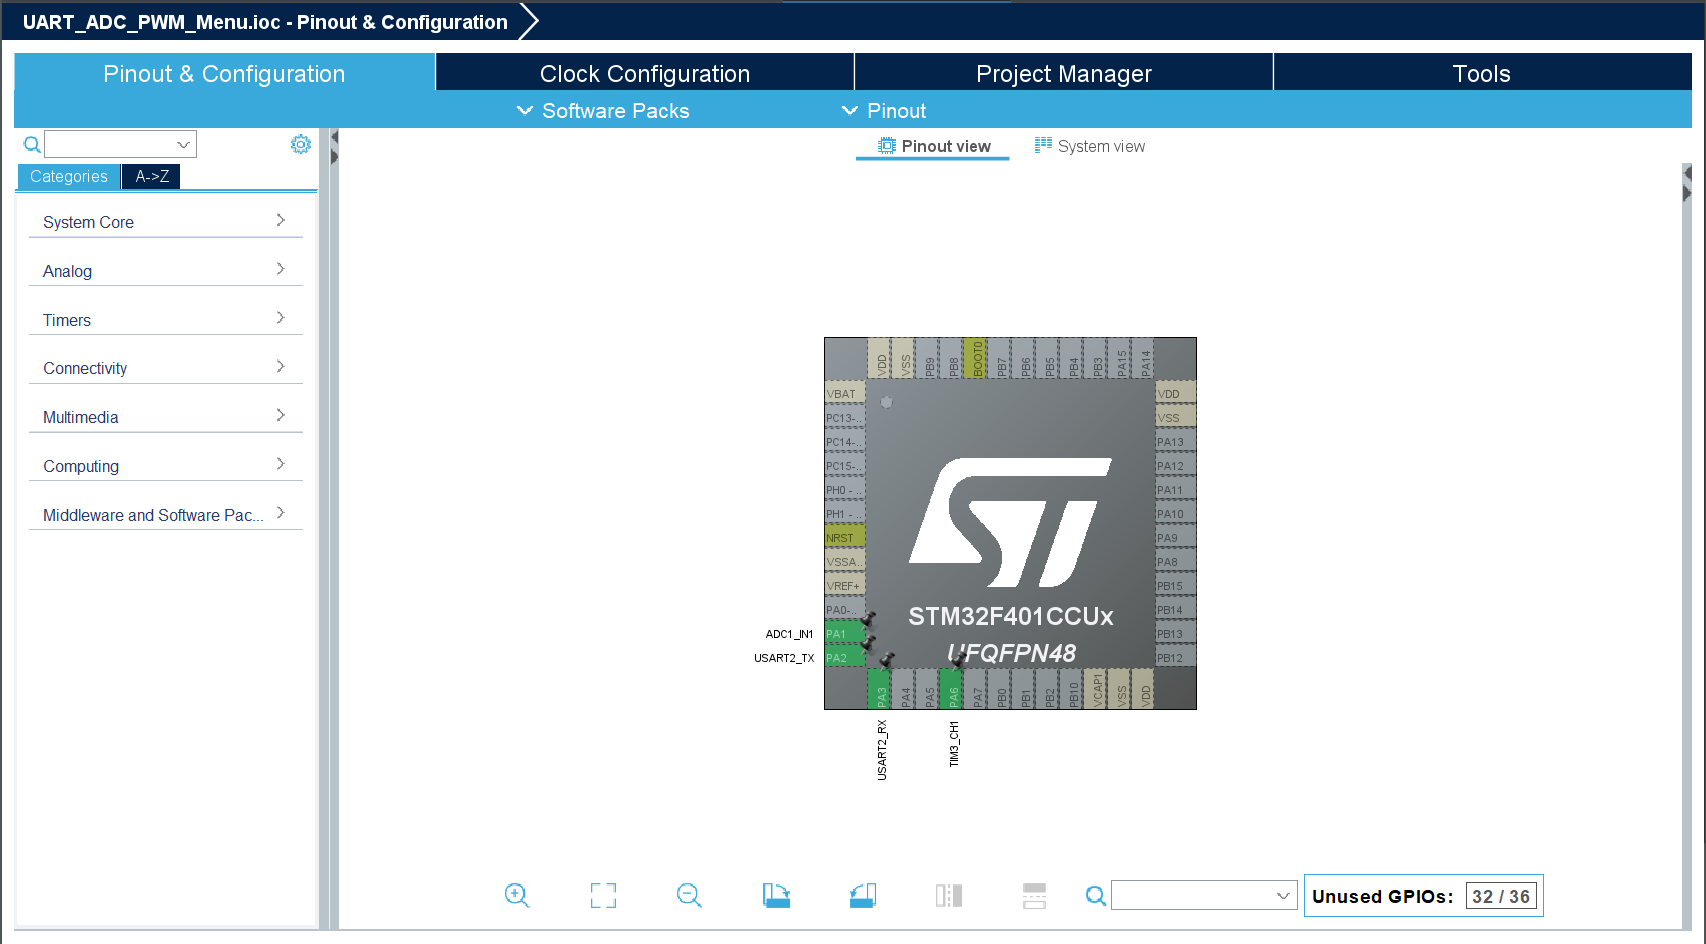 UART_ADC_PWM_Menu.ioc - Pinout & Configuration
Pinout & Configuration
Clock Configuration
Project Manager
Tools
Software Packs
Pinout
Pinout view
System view
Categories
A->Z
System Core
Analog
Timers
Connectivity
Multimedia
Computing
Middleware and Software Pac...
VDD
VSS
PB9
PB8
BOOT0
PB7
PB6
PB5
PB4
PB3
PA15
PA14
VBAT
PC13-..
PC14-..
PC15-..
PH0 - ..
PH1 - ..
NRST
VSSA..
VREF+
PA0-..
ADC1_IN1
PA1
USART2_TX
PA2
VDD
VSS
PA13
PA12
PA11
PA10
PA9
PA8
PB15
PB14
PB13
PB12
ST
STM32F401CCUx
UFQFPN48
PA3
PA4
PA5
PA6
PA7
PB0
PB1
PB2
PB10
VCAP1
VSS
VDD
USART2_RX
TIM3_CH1
Unused GPIOs: 32 / 36